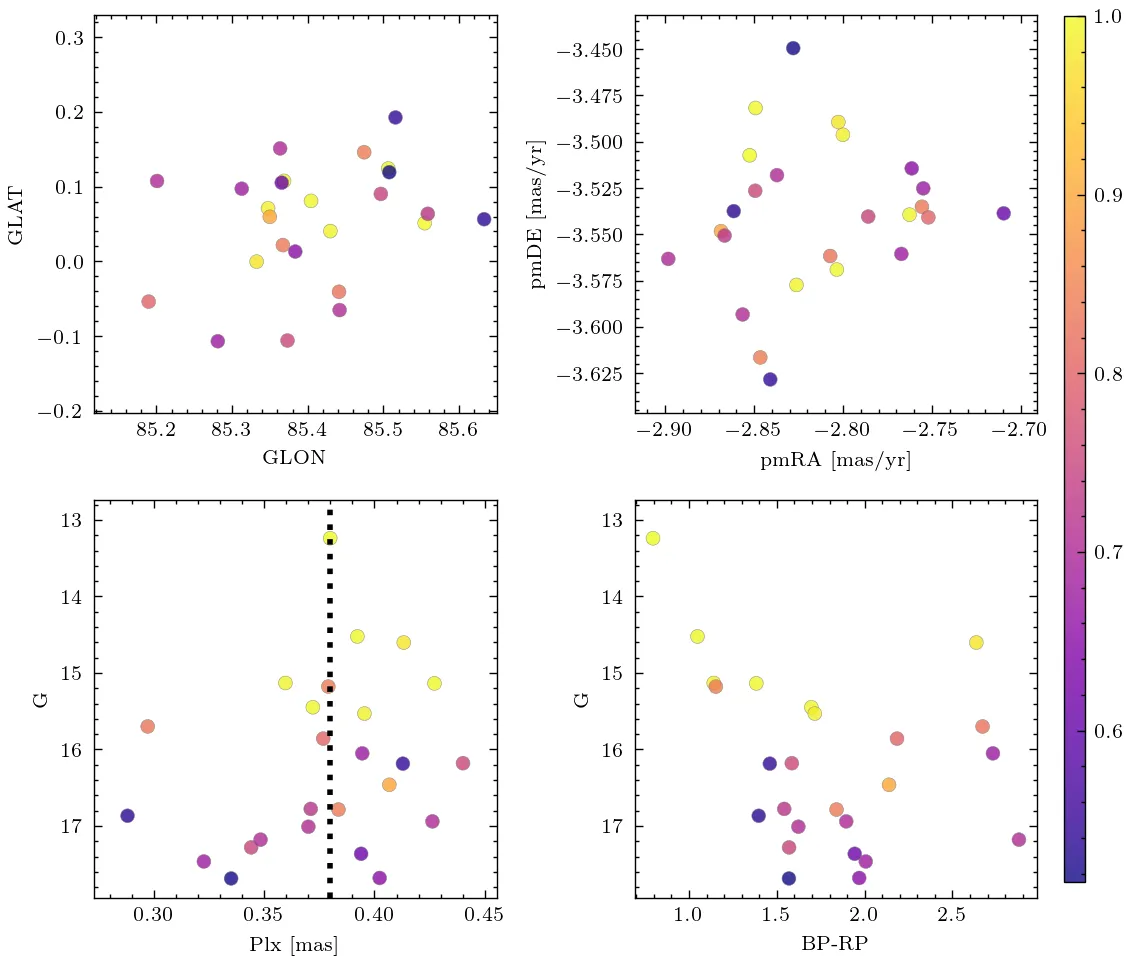 0.3
0.2
0.1
0.0
−0.1
−0.2
GLAT
85.2 85.3 85.4 85.5 85.6
GLON
−3.450
−3.475
−3.500
−3.525
−3.550
−3.575
−3.600
−3.625
pmDE [mas/yr]
−2.90 −2.85 −2.80 −2.75 −2.70
pmRA [mas/yr]
13
14
15
16
17
G
0.30 0.35 0.40 0.45
Plx [mas]
13
14
15
16
17
G
1.0 1.5 2.0 2.5
BP-RP
1.0
0.9
0.8
0.7
0.6